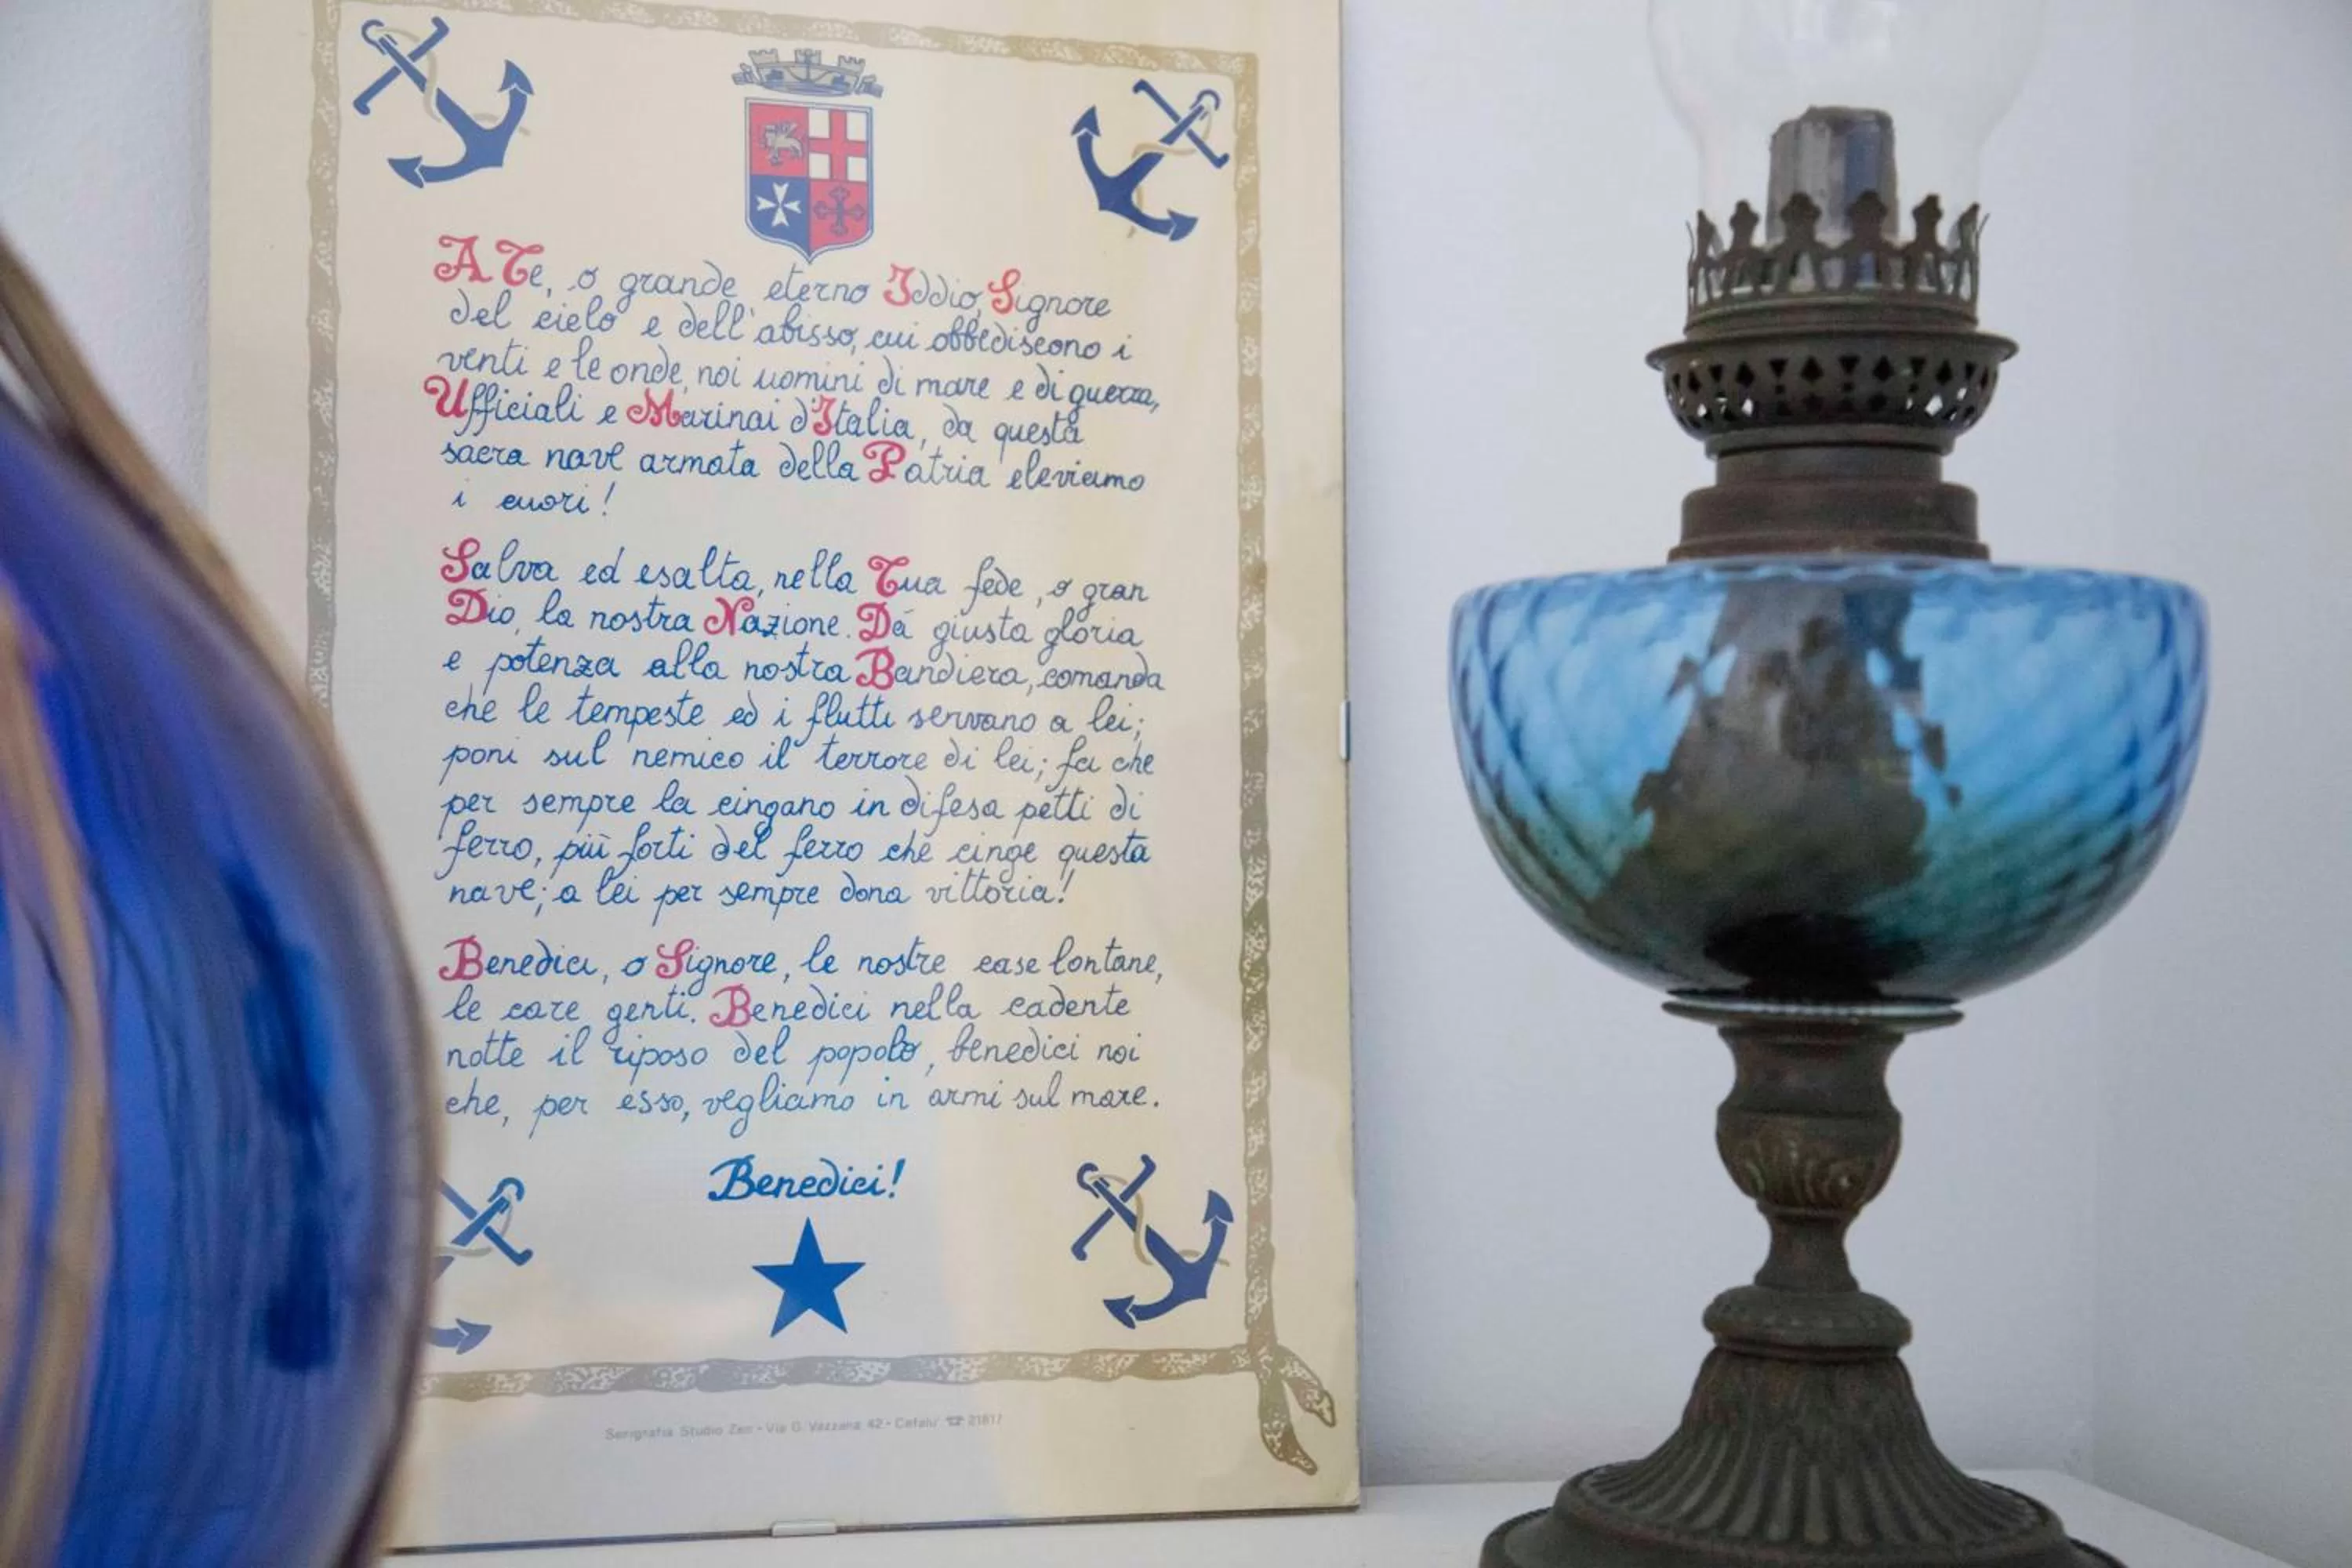 A Te, o grande eterno Iddio, Signore
del cielo e dell'abisso, cui obbediscono i
venti e le onde, noi uomini di mare e di guerra,
Ufficiali e Marinai d'Italia, da questa
sacra nave armata della Patria eleviamo
i cuori!
Salva ed esalta, nella Tua fede, o gran
Dio, la nostra Nazione. Dá giusta gloria
e potenza alla nostra Bandiera, comanda
che le tempeste ed i flutti servano a lei;
poni sul nemico il terrore di lei; fa che
per sempre la cingano in difesa petti di
ferro, più forti del ferro che cinge questa
nave; a lei per sempre dona vittoria!
Benedici, o Signore, le nostre case lontane,
le care genti. Benedici nella cadente
notte il riposo del popolo, benedici noi
che, per esso, vegliamo in armi sul mare.
Benedici!
Serigrafia Studio Zen - Via G. Vazzana 42 - Cefalu' ☎ 21817